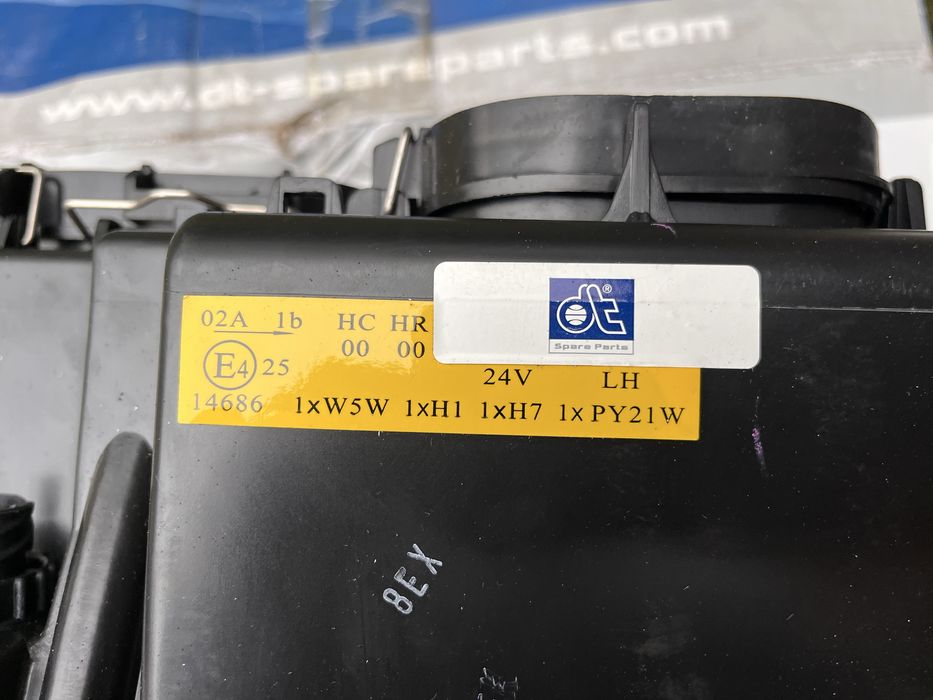 www.dt-spareparts.com
dt®
Spare Parts
02A 1b HC HR
E4 25 00 00
24V LH
14686 1xW5W 1xH1 1xH7 1xPY21W
8EX